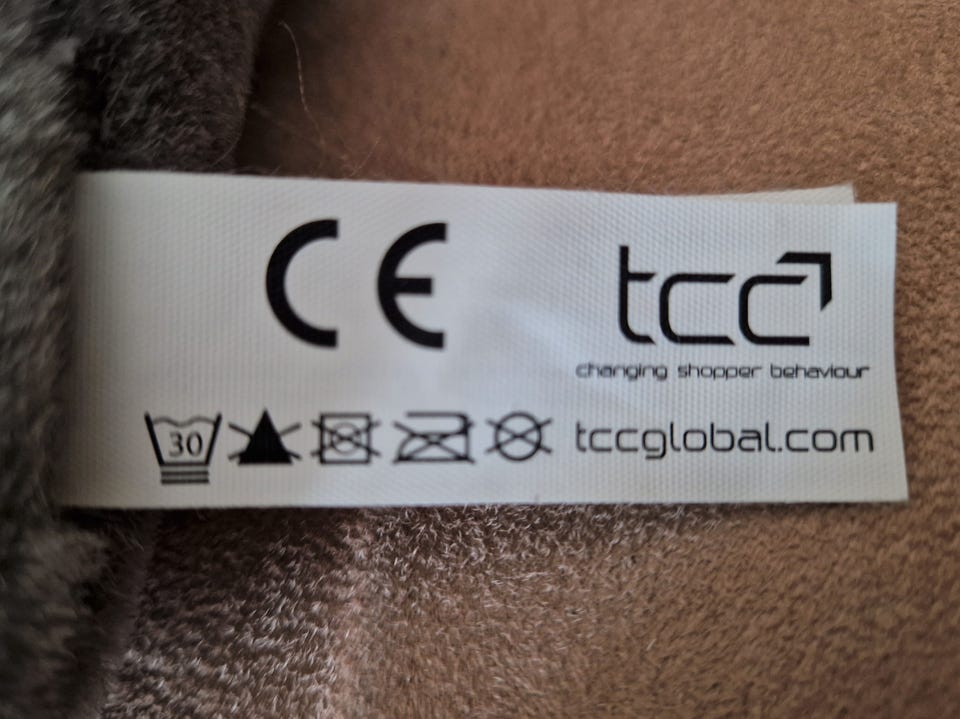 CE
tcc
changing shopper behaviour
30
tccglobal.com